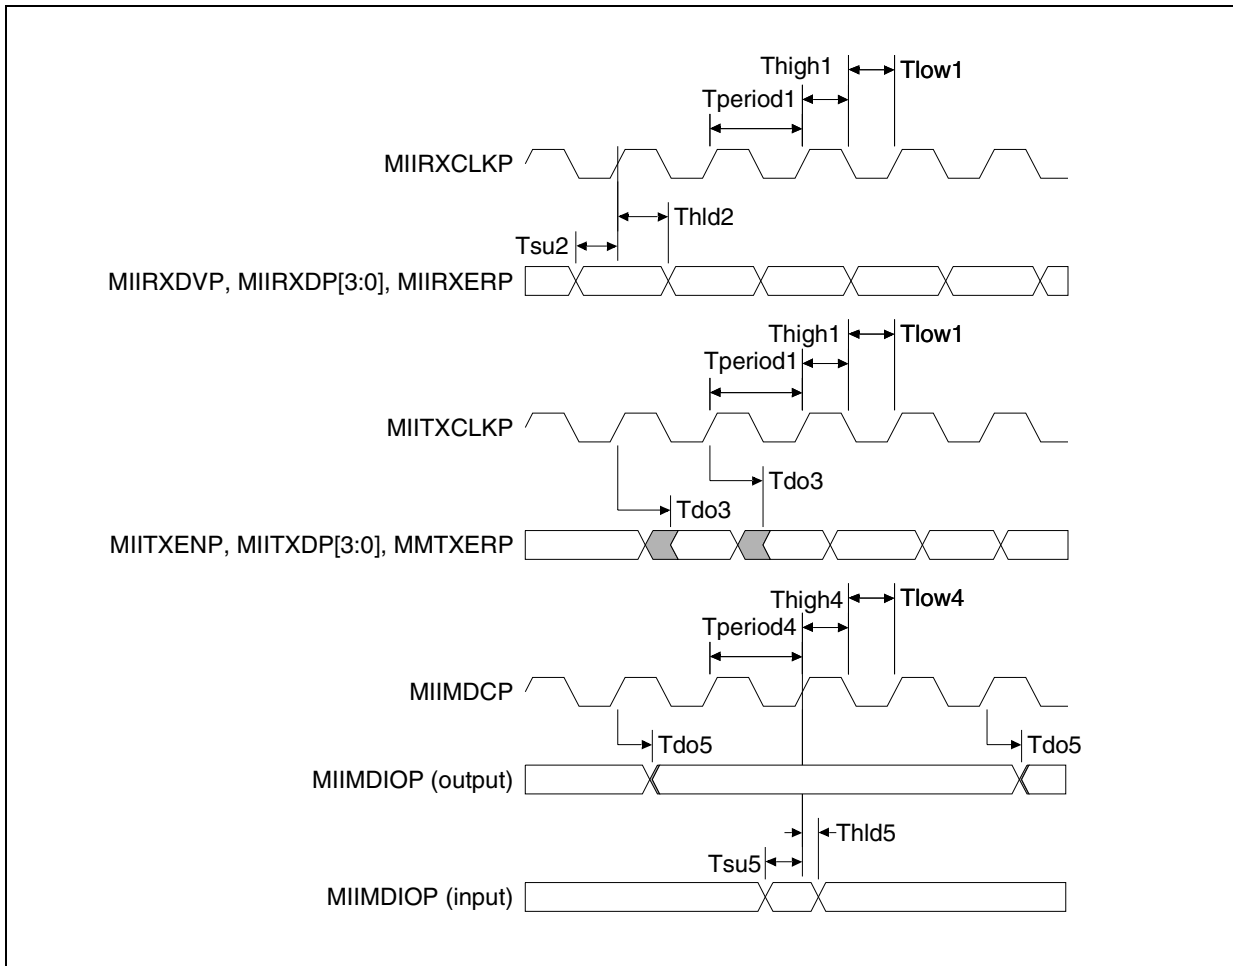 Thigh1 Tlow1
Tperiod1
MIIRXCLKP
Thld2
Tsu2
MIIRXDVP, MIIRXDP[3:0], MIIRXERP
Thigh1 Tlow1
Tperiod1
MIITXCLKP
Tdo3
Tdo3
MIITXENP, MIITXDP[3:0], MMTXERP
Thigh4 Tlow4
Tperiod4
MIIMDCP
Tdo5 Tdo5
MIIMDIOP (output)
Thld5
Tsu5
MIIMDIOP (input)